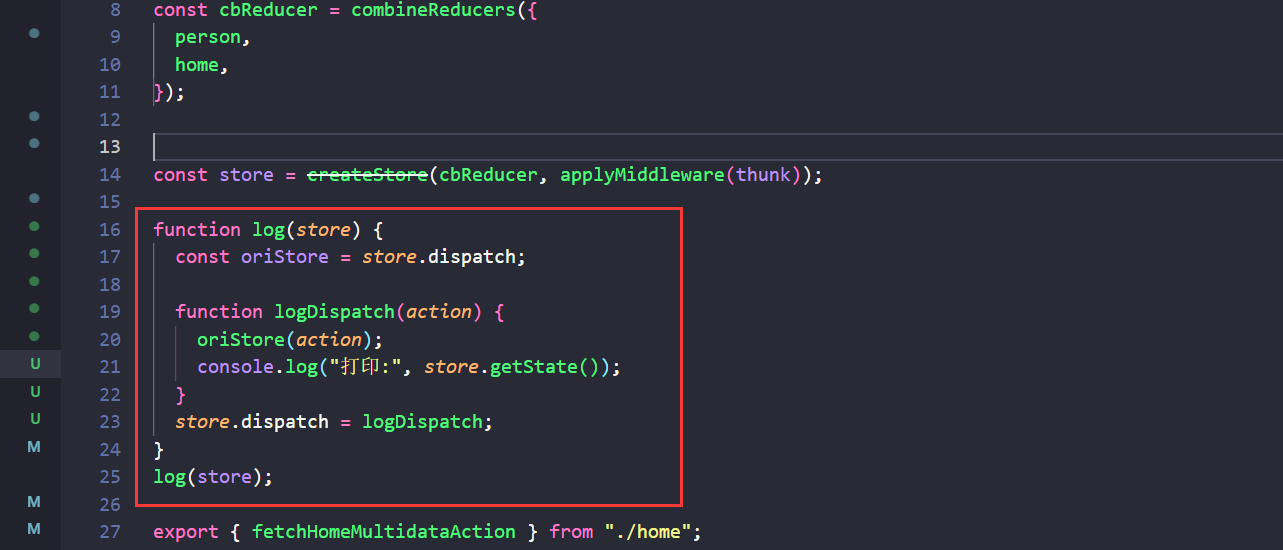 8 const cbReducer = combineReducers({
9 person,
10 home,
11 });
12
13
14 const store = createStore(cbReducer, applyMiddleware(thunk));
15
16 function log(store) {
17 const oriStore = store.dispatch;
18
19 function logDispatch(action) {
20 oriStore(action);
21 console.log("打印:", store.getState());
22 }
U 23 store.dispatch = logDispatch;
M 24 }
25 log(store);
M 26
M 27 export { fetchHomeMultidataAction } from "./home";